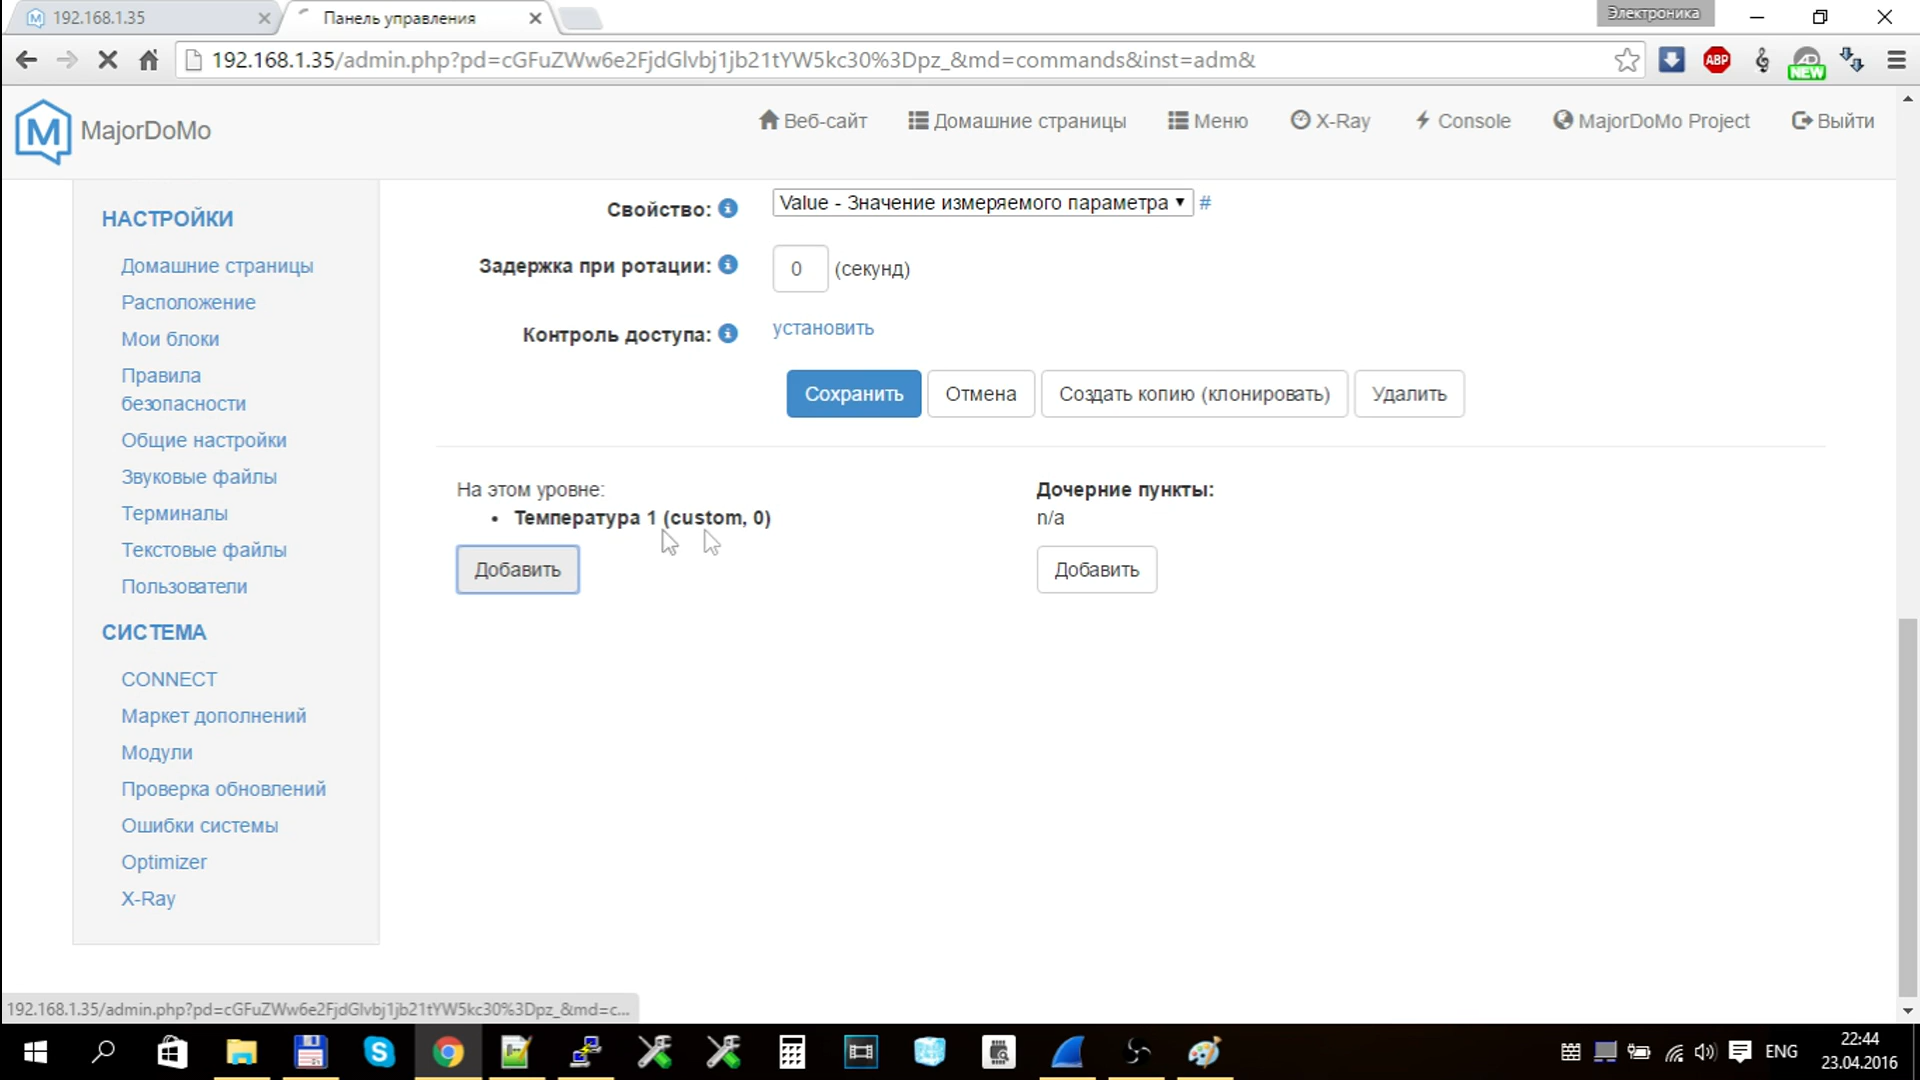 192.168.1.35
Панель управления
Электроника
192.168.1.35/admin.php?pd=cGFuZWw6e2FjdGlvbj1jb21tYW5kc30%3Dpz_&md=commands&inst=adm&
ABP
NEW
MajorDoMo
Веб-сайт
Домашние страницы
Меню
X-Ray
Console
MajorDoMo Project
Выйти
НАСТРОЙКИ
Домашние страницы
Расположение
Мои блоки
Правила
безопасности
Общие настройки
Звуковые файлы
Терминалы
Текстовые файлы
Пользователи
СИСТЕМА
CONNECT
Маркет дополнений
Модули
Проверка обновлений
Ошибки системы
Optimizer
X-Ray
Свойство:
Value - Значение измеряемого параметра
#
Задержка при ротации:
0
(секунд)
Контроль доступа:
установить
Сохранить
Отмена
Создать копию (клонировать)
Удалить
На этом уровне:
Температура 1 (custom, 0)
Добавить
Дочерние пункты:
n/a
Добавить
192.168.1.35/admin.php?pd=cGFuZWw6e2FjdGlvbj1jb21tYW5kc30%3Dpz_&md=c...
ENG
22:44
23.04.2016